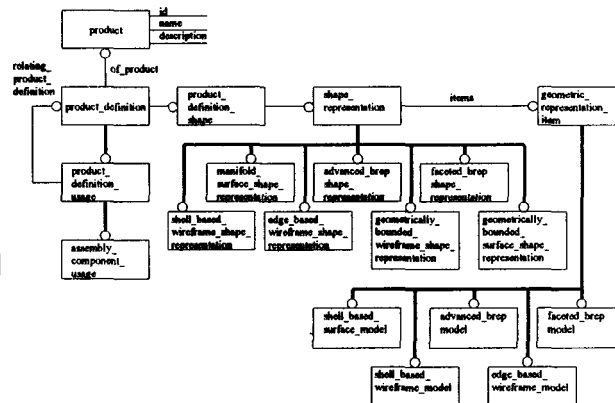 id
name
description
product
relating_
product_
definition
of_product
product_definition
product_
definition_
shape
shape_
representation
items
geometric_
representation_
item
product_
definition_
usage
manifold_
surface_shape_
representation
advanced_brep
shape_
representation
faceted_brep
shape_
representation
shell_based_
wireframe_shape_
representation
edge_based_
wireframe_shape_
representation
geometrically_
bounded_
wireframe_shape_
representation
geometrically_
bounded_
surface_shape_
representation
assembly_
component_
usage
shell_based_
surface_model
advanced_brep
model
faceted_brep
model
shell_based_
wireframe_model
edge_based_
wireframe_model